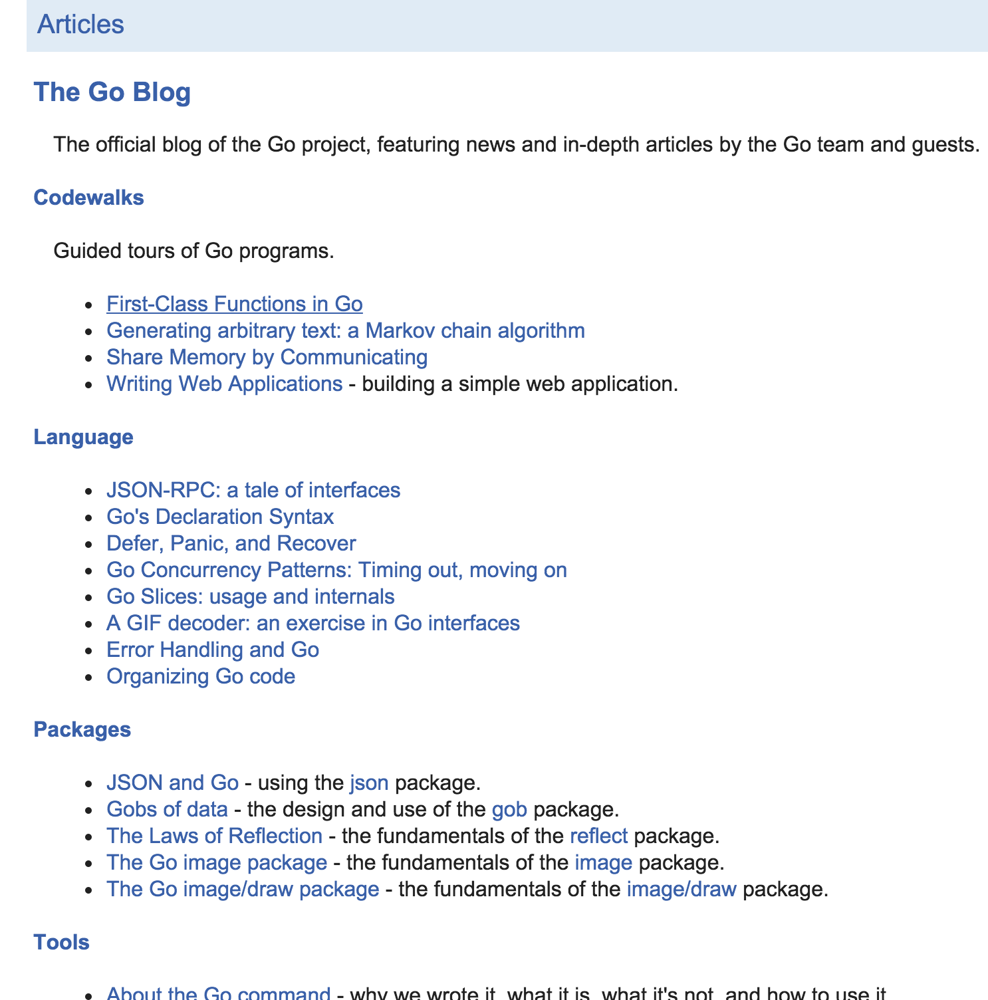 Articles
The Go Blog
The official blog of the Go project, featuring news and in-depth articles by the Go team and guests.
Codewalks
Guided tours of Go programs.
First-Class Functions in Go
Generating arbitrary text: a Markov chain algorithm
Share Memory by Communicating
Writing Web Applications - building a simple web application.
Language
JSON-RPC: a tale of interfaces
Go's Declaration Syntax
Defer, Panic, and Recover
Go Concurrency Patterns: Timing out, moving on
Go Slices: usage and internals
A GIF decoder: an exercise in Go interfaces
Error Handling and Go
Organizing Go code
Packages
JSON and Go - using the json package.
Gobs of data - the design and use of the gob package.
The Laws of Reflection - the fundamentals of the reflect package.
The Go image package - the fundamentals of the image package.
The Go image/draw package - the fundamentals of the image/draw package.
Tools
About the Go command - why we wrote it, what it is, what it's not, and how to use it